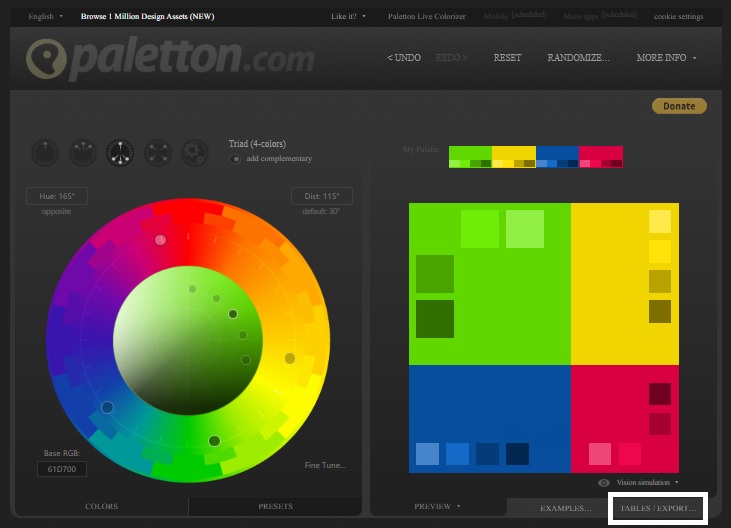 English ▾ Browse 1 Million Design Assets (NEW) Like it? ▾ Paletton Live Colorizer Mobile [scheduled] More apps [scheduled] cookie settings
paletton.com
< UNDO REDO > RESET RANDOMIZE... MORE INFO ▾
Donate
Triad (4-colors)
add complementary
My Palette:
Hue: 165°
opposite
Dist: 115°
default: 30°
Base RGB:
61D700
Fine Tune...
Vision simulation ▾
COLORS PRESETS
PREVIEW ▾ EXAMPLES... TABLES / EXPORT...